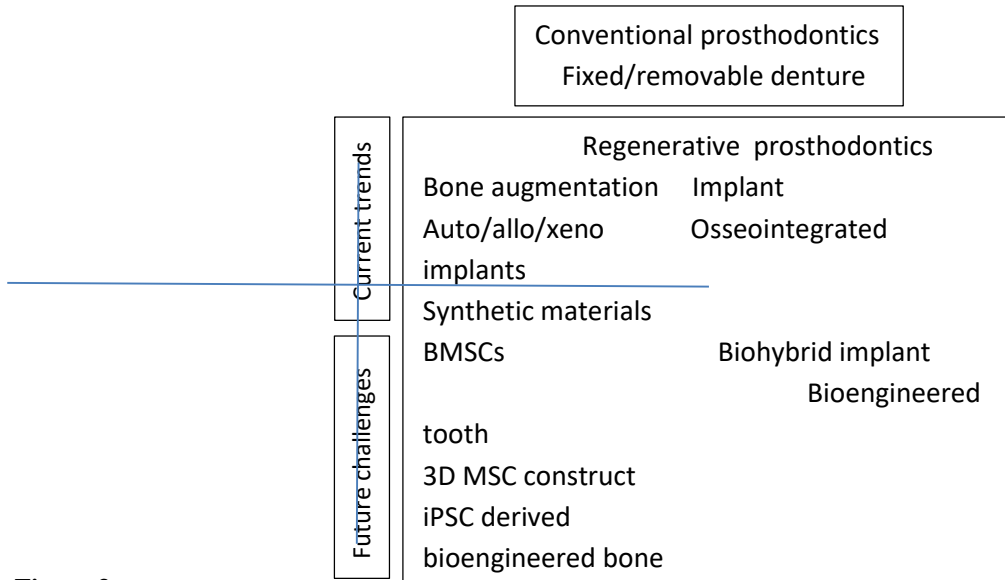 Conventional prosthodontics
Fixed/removable denture
Current trends
Regenerative prosthodontics
Bone augmentation Implant
Auto/allo/xeno Osseointegrated
implants
Synthetic materials
Future challenges
BMSCs Biohybrid implant
Bioengineered
tooth
3D MSC construct
iPSC derived
bioengineered bone